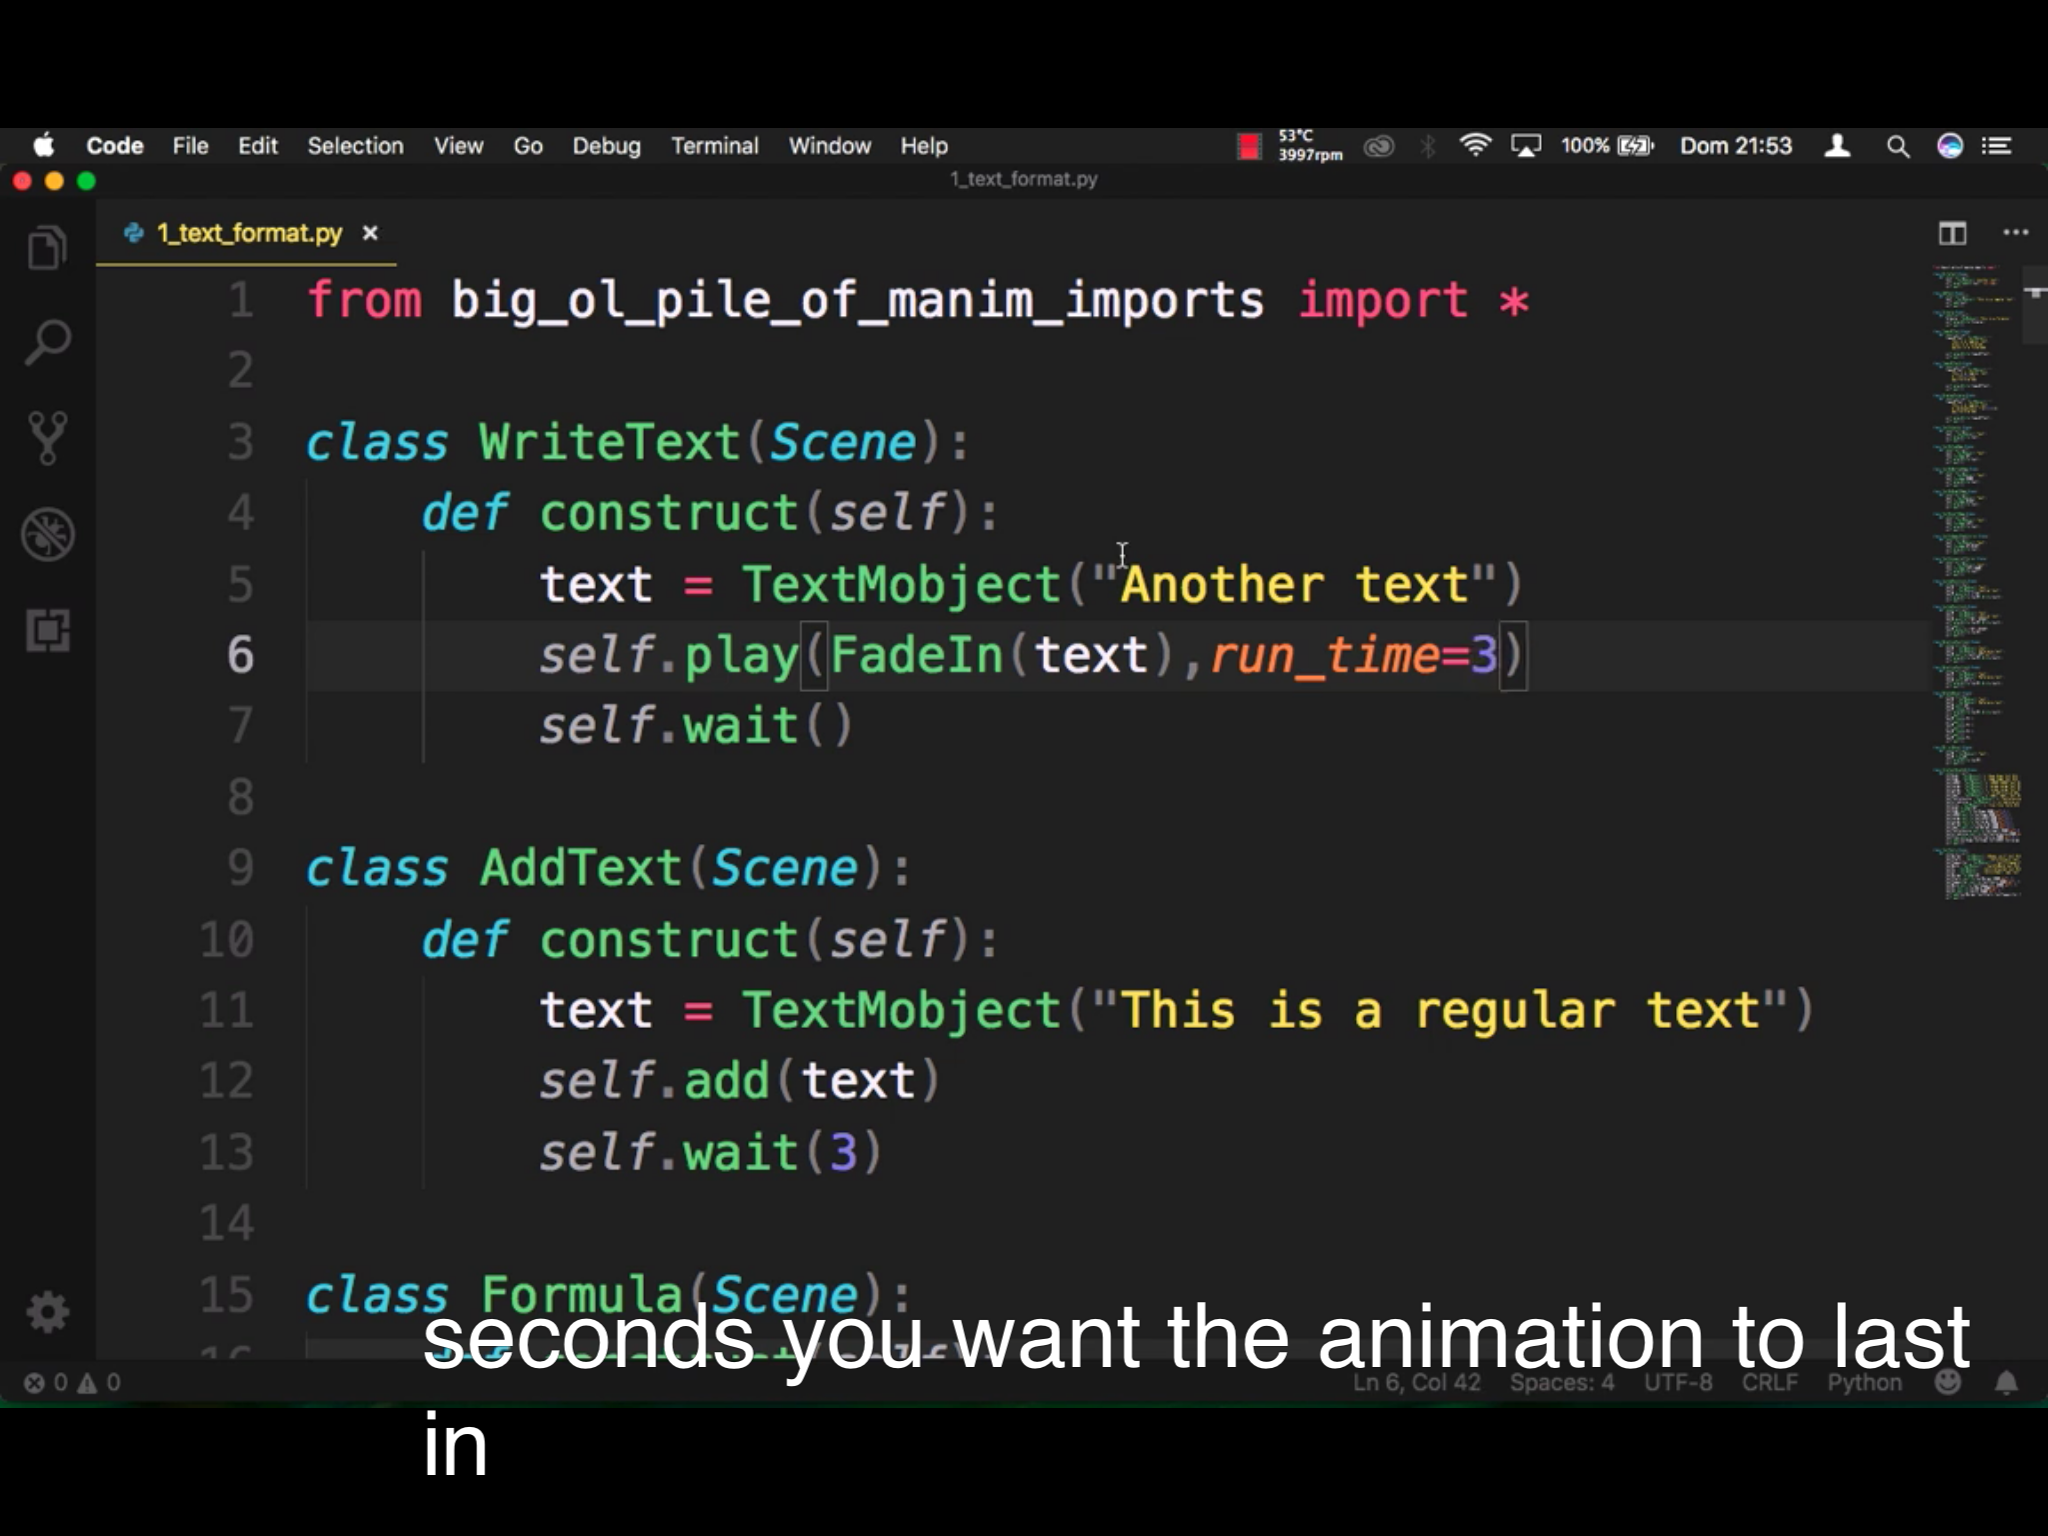 Code File Edit Selection View Go Debug Terminal Window Help 53°C 3997rpm 100% Dom 21:53
1_text_format.py
1_text_format.py ×
1 from big_ol_pile_of_manim_imports import *
2
3 class WriteText(Scene):
4 def construct(self):
5 text = TextMobject("Another text")
6 self.play(FadeIn(text),run_time=3)
7 self.wait()
8
9 class AddText(Scene):
10 def construct(self):
11 text = TextMobject("This is a regular text")
12 self.add(text)
13 self.wait(3)
14
15 class Formula(Scene):
seconds you want the animation to last
0 0 Ln 6, Col 42 Spaces: 4 UTF-8 CRLF Python
in